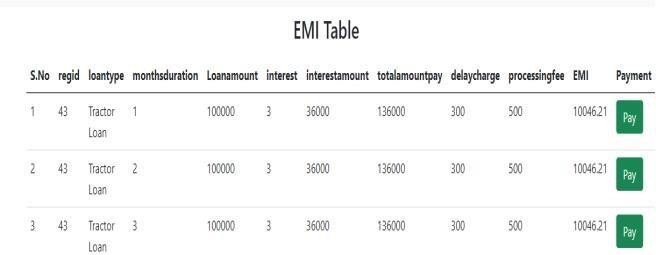 EMI Table
S.No regid loantype monthsduration Loanamount interest interestamount totalamountpay delaycharge processingfee EMI Payment
1 43 Tractor 1 100000 3 36000 136000 300 500 10046.21 Pay
Loan
2 43 Tractor 2 100000 3 36000 136000 300 500 10046.21 Pay
Loan
3 43 Tractor 3 100000 3 36000 136000 300 500 10046.21 Pay
Loan